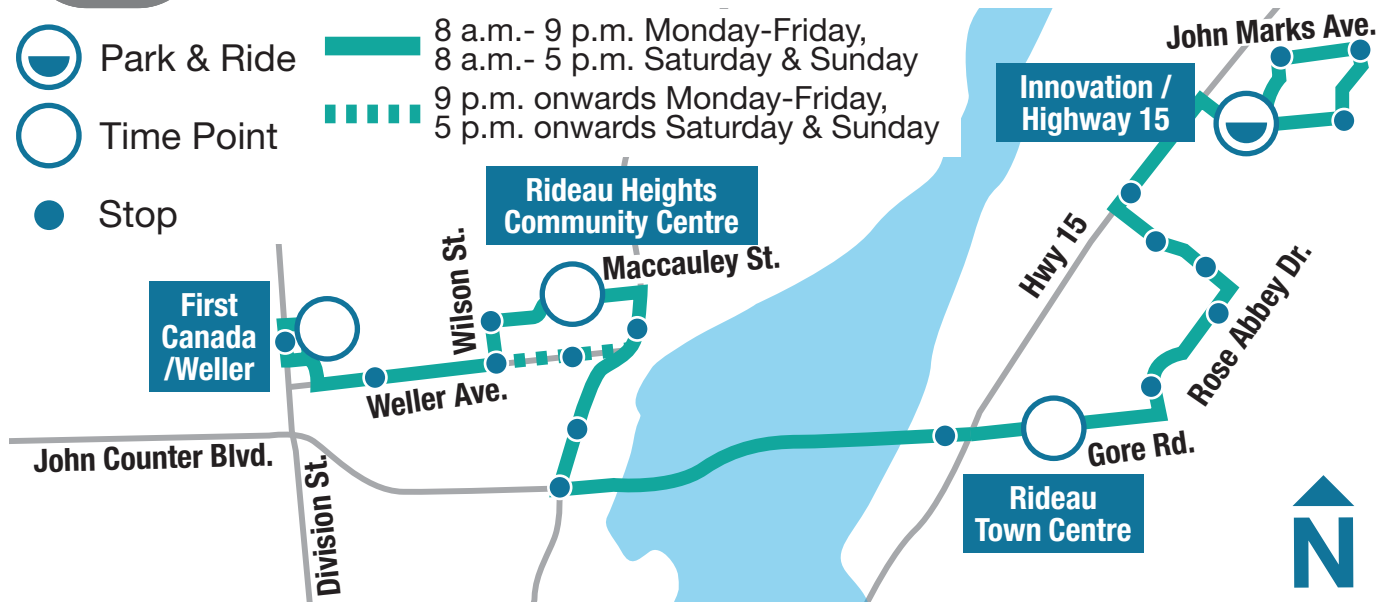 Park & Ride
Time Point
Stop
8 a.m.- 9 p.m. Monday-Friday,
8 a.m.- 5 p.m. Saturday & Sunday
9 p.m. onwards Monday-Friday,
5 p.m. onwards Saturday & Sunday
John Marks Ave.
Innovation /
Highway 15
Rideau Heights
Community Centre
Wilson St.
Maccauley St.
Hwy 15
First
Canada
/Weller
Rose Abbey Dr.
Weller Ave.
John Counter Blvd.
Division St.
Gore Rd.
Rideau
Town Centre
N